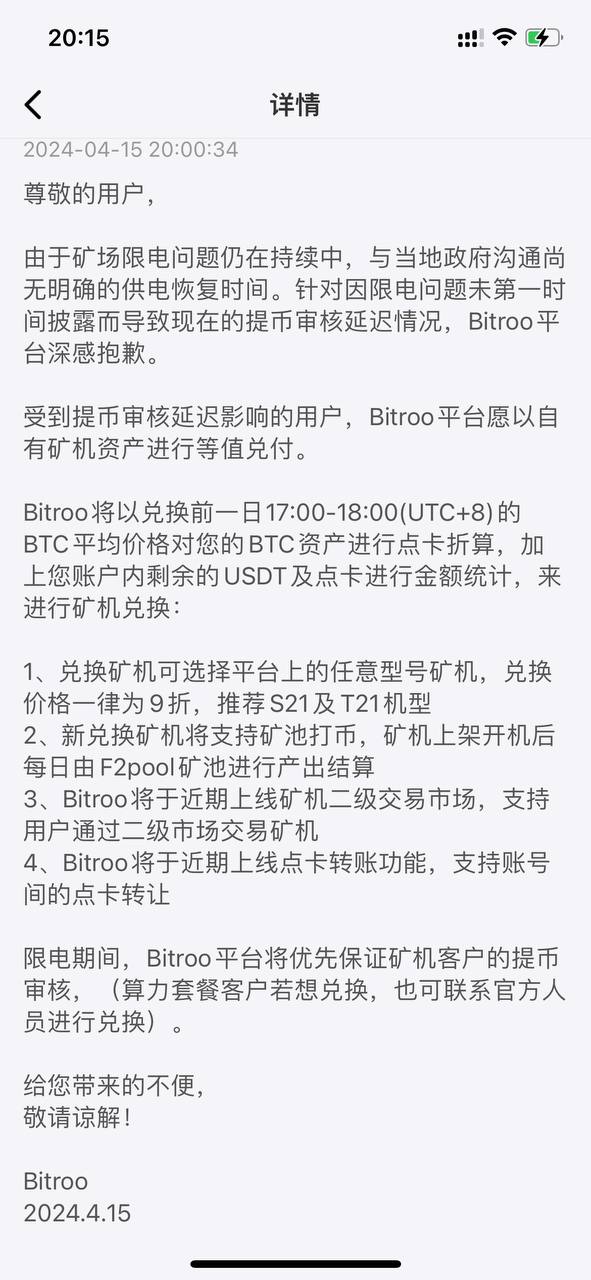 20:15
详情
2024-04-15 20:00:34
尊敬的用户，
由于矿场限电问题仍在持续中，与当地政府沟通尚
无明确的供电恢复时间。针对因限电问题未第一时
间披露而导致现在的提币审核延迟情况，Bitroo平
台深感抱歉。
受到提币审核延迟影响的用户，Bitroo平台愿以自
有矿机资产进行等值兑付。
Bitroo将以兑换前一日17:00-18:00(UTC+8)的
BTC平均价格对您的BTC资产进行点卡折算，加
上您账户内剩余的USDT及点卡进行金额统计，来
进行矿机兑换：
1、兑换矿机可选择平台上的任意型号矿机，兑换
价格一律为9折，推荐S21及T21机型
2、新兑换矿机将支持矿池打币，矿机上架开机后
每日由F2pool矿池进行产出结算
3、Bitroo将于近期上线矿机二级交易市场，支持
用户通过二级市场交易矿机
4、Bitroo将于近期上线点卡转账功能，支持账号
间的点卡转让
限电期间，Bitroo平台将优先保证矿机客户的提币
审核，（算力套餐客户若想兑换，也可联系官方人
员进行兑换）。
给您带来的不便，
敬请谅解！
Bitroo
2024.4.15